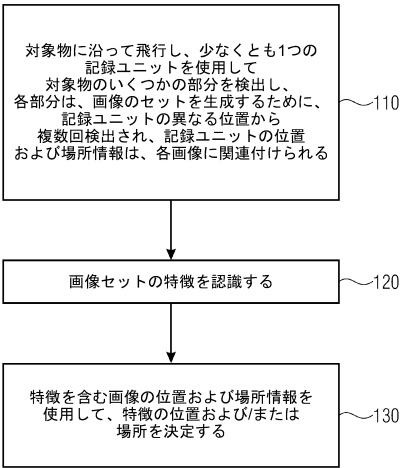 対象物に沿って飛行し、少なくとも1つの
記録ユニットを使用して
対象物のいくつかの部分を検出し、
各部分は、画像のセットを生成するために、
記録ユニットの異なる位置から
複数回検出され、記録ユニットの位置
および場所情報は、各画像に関連付けられる
110
画像セットの特徴を認識する
120
特徴を含む画像の位置および場所情報を
使用して、特徴の位置および/または
場所を決定する
130